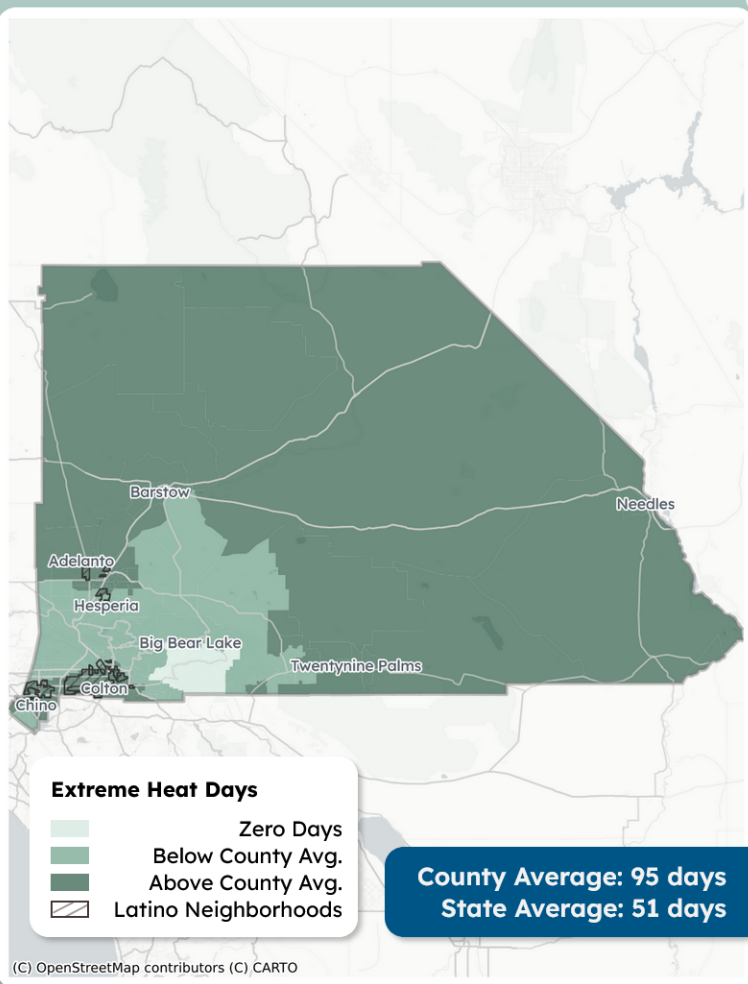 Barstow
Needles
Adelanto
Hesperia
Big Bear Lake
Twentynine Palms
Colton
Chino
Extreme Heat Days
Zero Days
Below County Avg.
Above County Avg.
Latino Neighborhoods
County Average: 95 days
State Average: 51 days
(C) OpenStreetMap contributors (C) CARTO